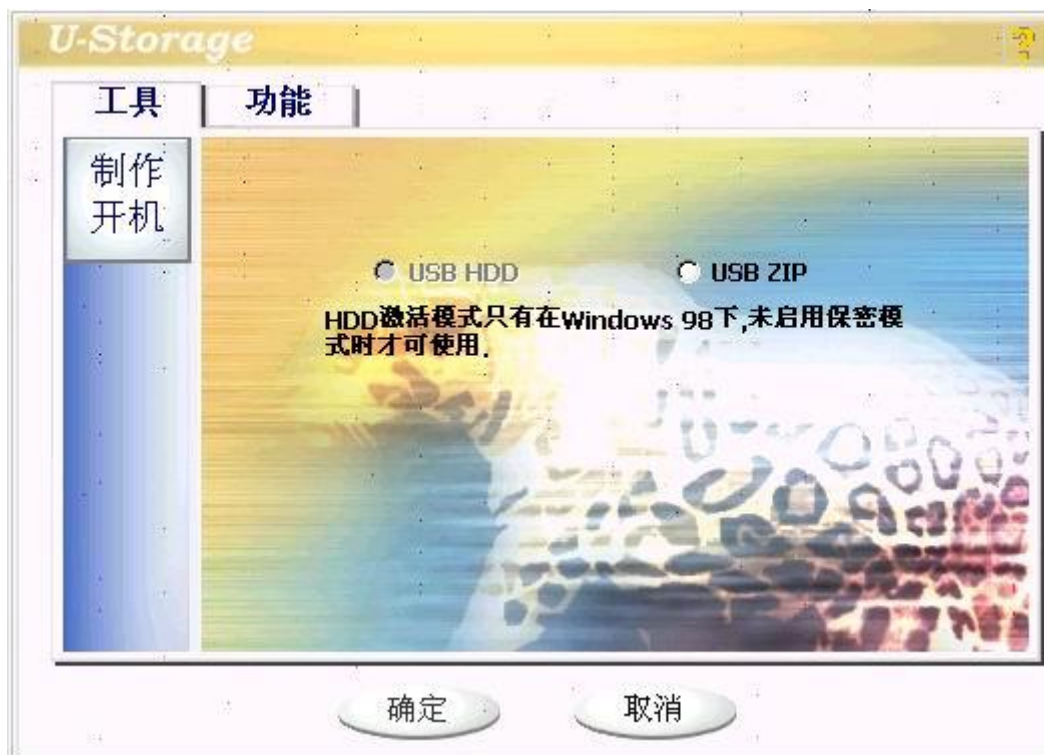 U-Storage
?
工具 功能
制作
开机
USB HDD USB ZIP
HDD激活模式只有在Windows 98下,未启用保密模
式时才可使用.
确定 取消